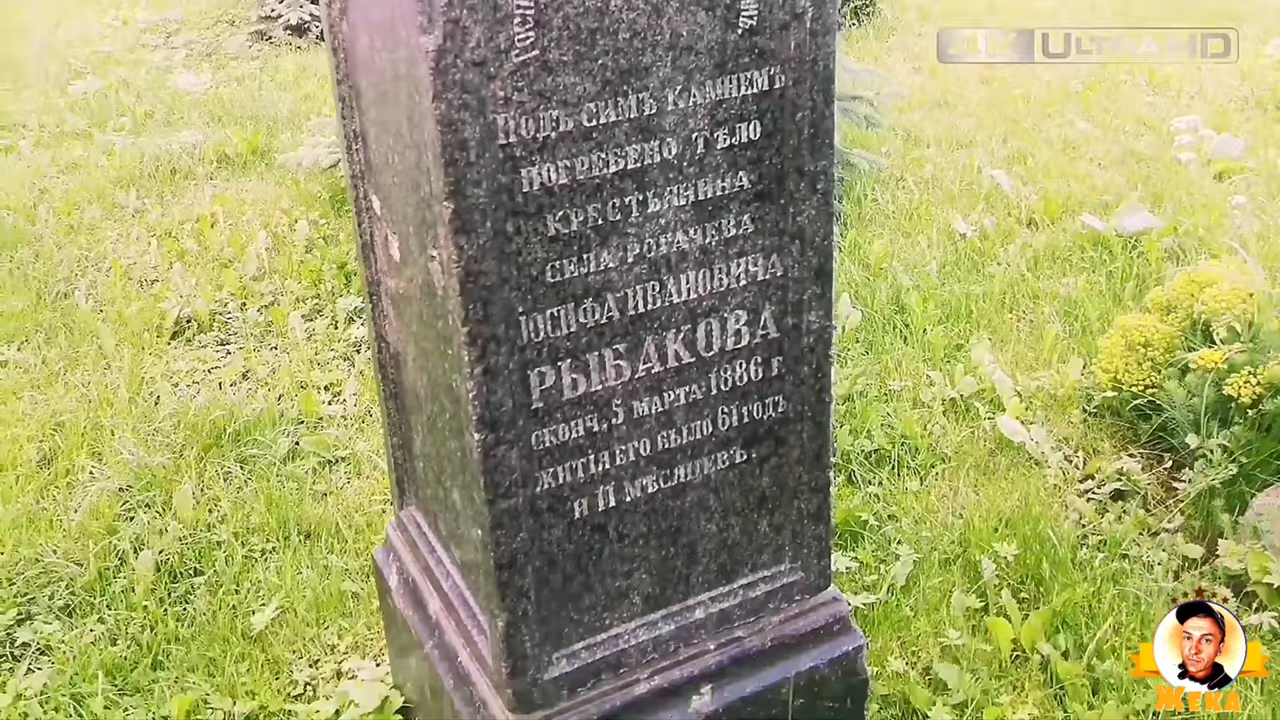 4K ULTRA HD
Подъ симъ камнемъ
погребено тѣло
крестьянина
села Рогачева
Іосифа Ивановича
РЫБАКОВА
сконч. 5 марта 1886 г.
житія его было 61 годъ
и 11 мѣсяцевъ.
Жека